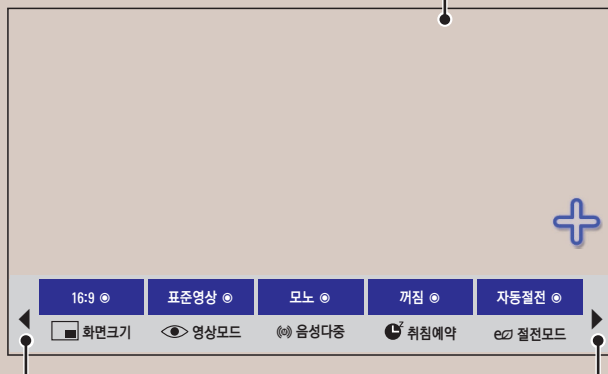 16:9 ◉ 표준영상 ◉ 모노 ◉ 꺼짐 ◉ 자동절전 ◉
화면크기 영상모드 음성다중 취침예약 절전모드